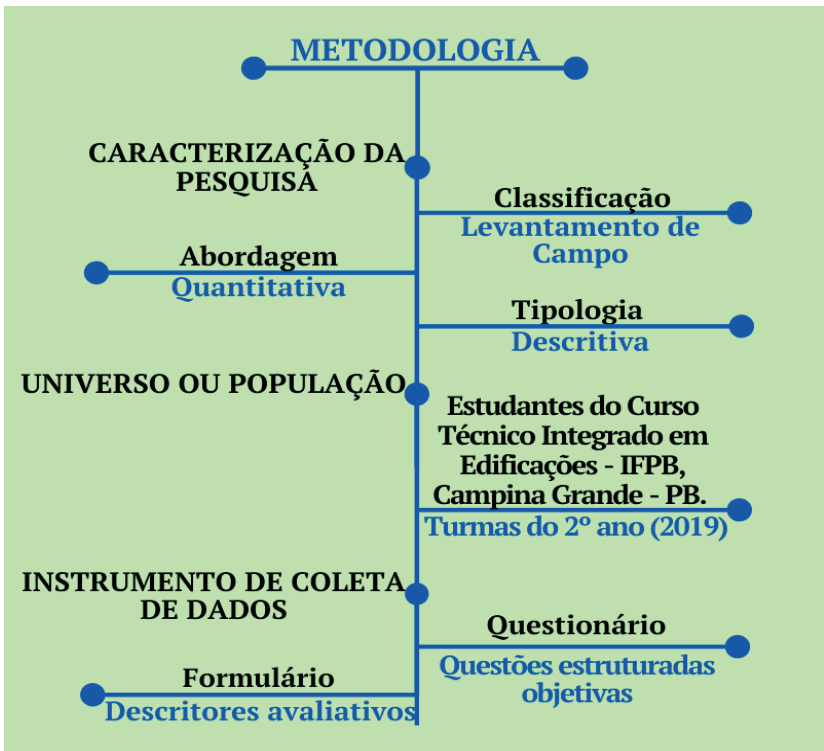 METODOLOGIA
CARACTERIZAÇÃO DA
PESQUISA
Classificação
Levantamento de
Campo
Abordagem
Quantitativa
Tipologia
Descritiva
UNIVERSO OU POPULAÇÃO
Estudantes do Curso
Técnico Integrado em
Edificações - IFPB,
Campina Grande - PB.
Turmas do 2º ano (2019)
INSTRUMENTO DE COLETA
DE DADOS
Questionário
Questões estruturadas
objetivas
Formulário
Descritores avaliativos